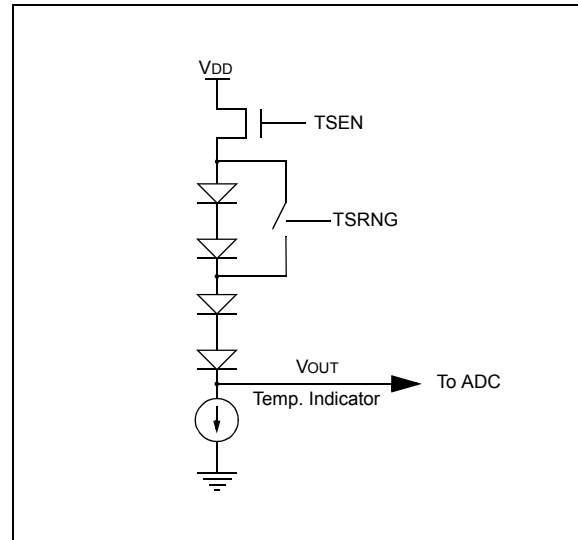 VDD
TSEN
TSRNG
VOUT
To ADC
Temp. Indicator